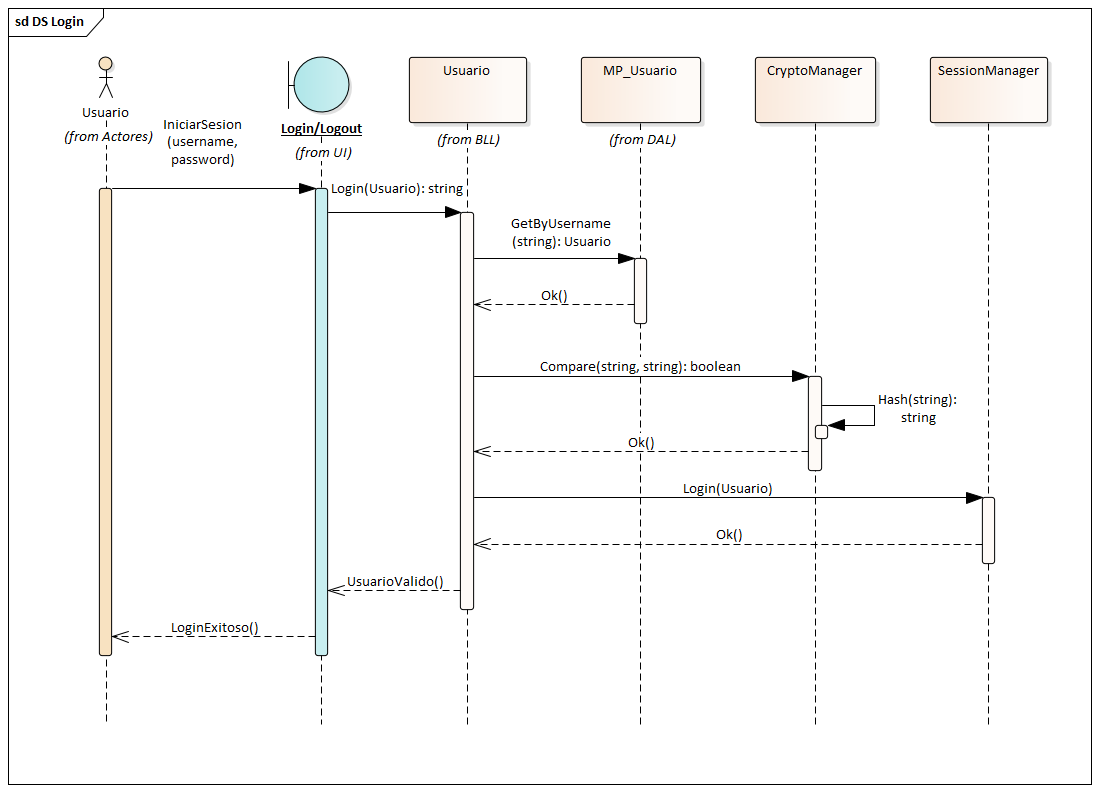 sd DS Login
Usuario
(from Actores)
Login/Logout
(from UI)
Usuario
(from BLL)
MP_Usuario
(from DAL)
CryptoManager
SessionManager
IniciarSesion
(username,
password)
Login(Usuario): string
GetByUsername
(string): Usuario
Ok()
Compare(string, string): boolean
Hash(string):
string
Ok()
Login(Usuario)
Ok()
UsuarioValido()
LoginExitoso()